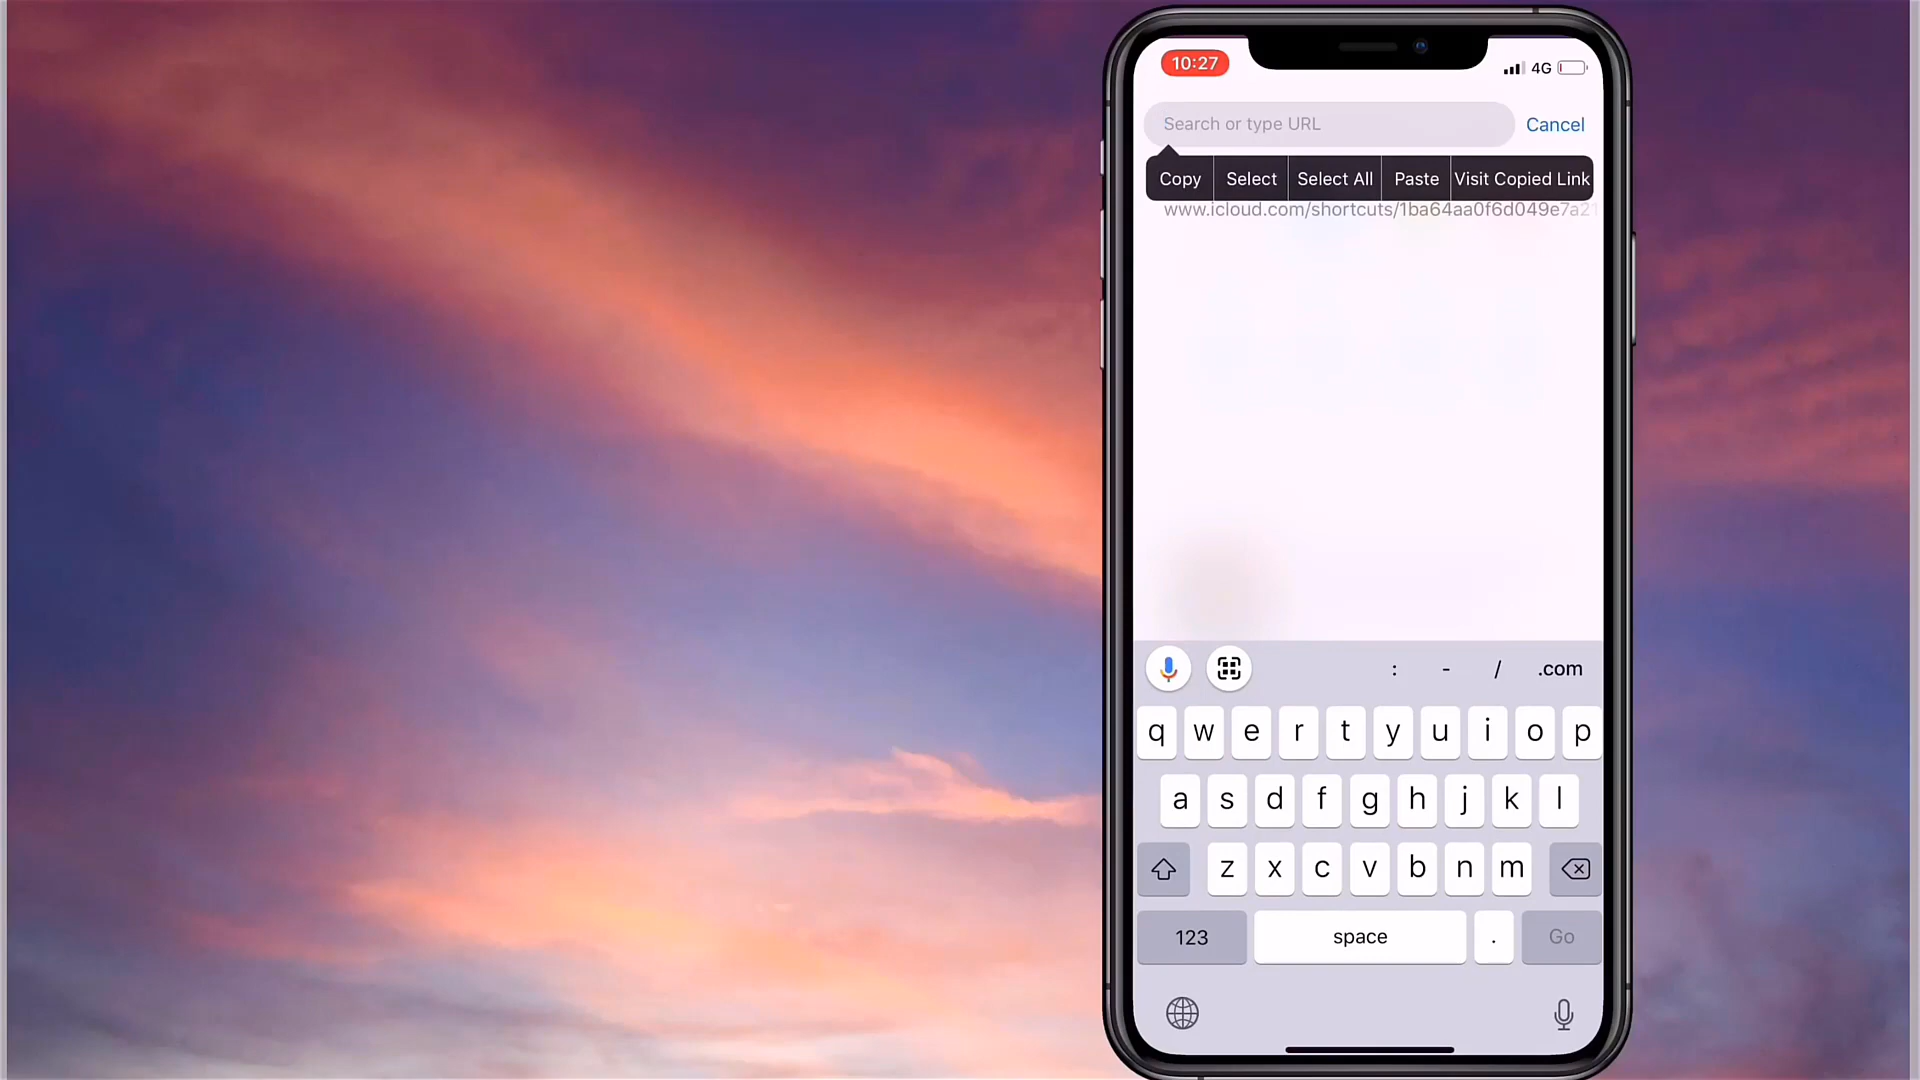 10:27
4G
Search or type URL
Cancel
Copy
Select
Select All
Paste
Visit Copied Link
www.icloud.com/shortcuts/1ba64aa0f6d049e7a21
: - / .com
q w e r t y u i o p
a s d f g h j k l
z x c v b n m
123
space
.
Go